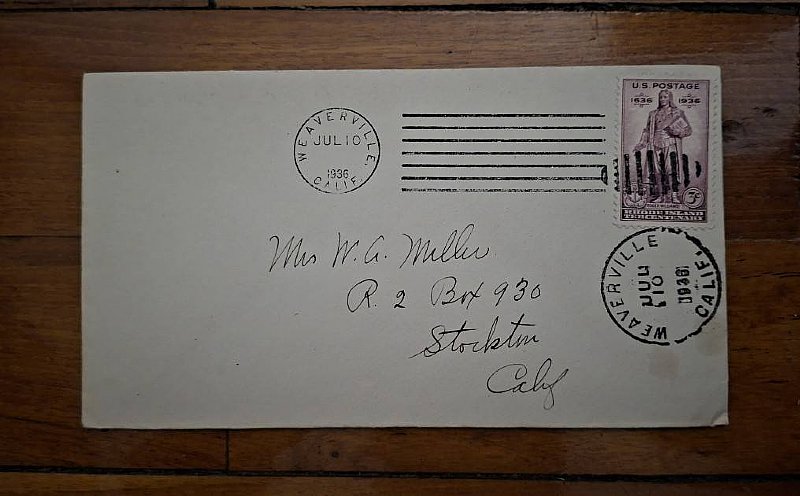 WEAVERVILLE, CALIF.
JUL 10
1936
U.S. POSTAGE
1636 1936
3¢
RHODE ISLAND
TERCENTENARY
Mrs W. A. Miller
R. 2 Box 930
Stockton
Calif
WEAVERVILLE CALIF.
JUL
10
1936